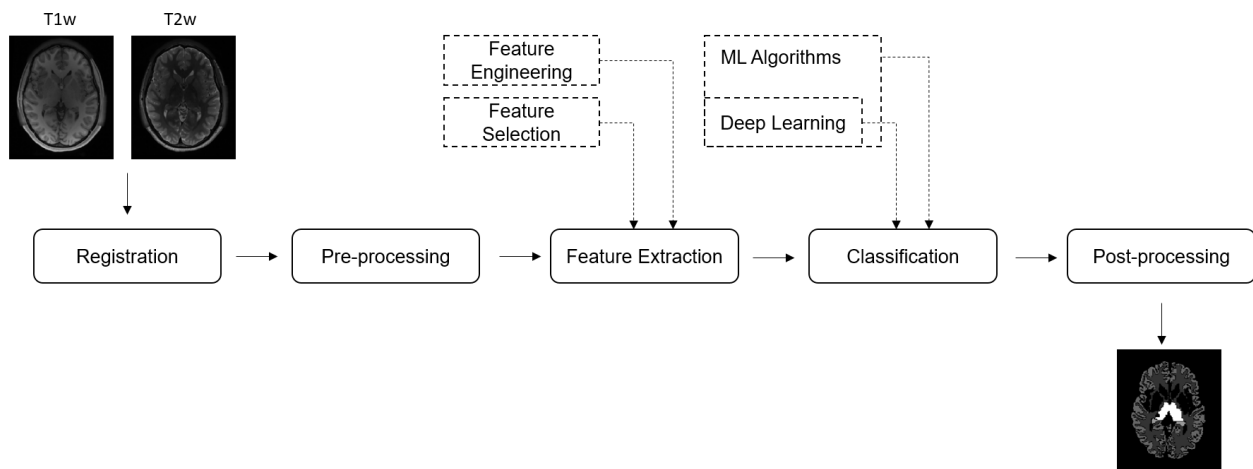 T1w
T2w
Feature
Engineering
Feature
Selection
ML Algorithms
Deep Learning
Registration
Pre-processing
Feature Extraction
Classification
Post-processing